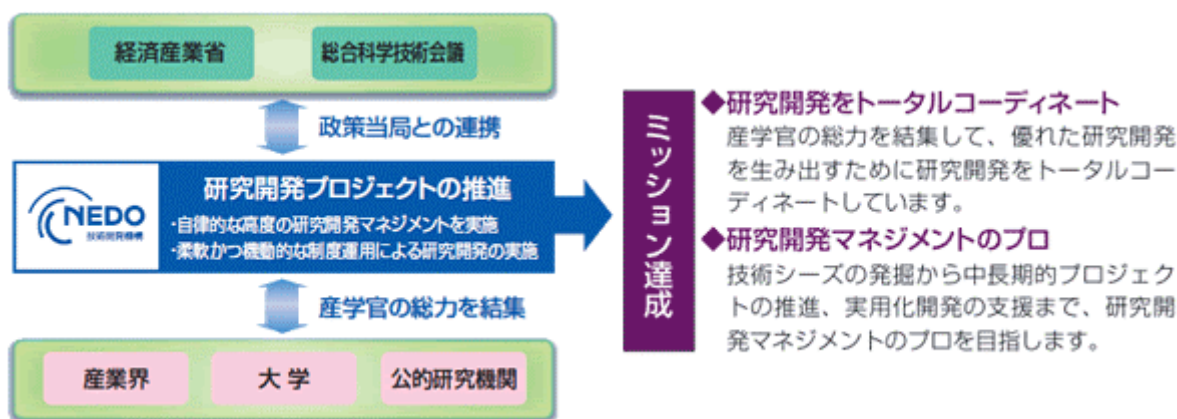 経済産業省
総合科学技術会議
政策当局との連携
NEDO
技術開発機構
研究開発プロジェクトの推進
・自律的な高度の研究開発マネジメントを実施
・柔軟かつ機動的な制度運用による研究開発の実施
産学官の総力を結集
産業界
大学
公的研究機関
ミッション達成
◆研究開発をトータルコーディネート
産学官の総力を結集して、優れた研究開発
を生み出すために研究開発をトータルコー
ディネートしています。
◆研究開発マネジメントのプロ
技術シーズの発掘から中長期的プロジェク
トの推進、実用化開発の支援まで、研究開
発マネジメントのプロを目指します。